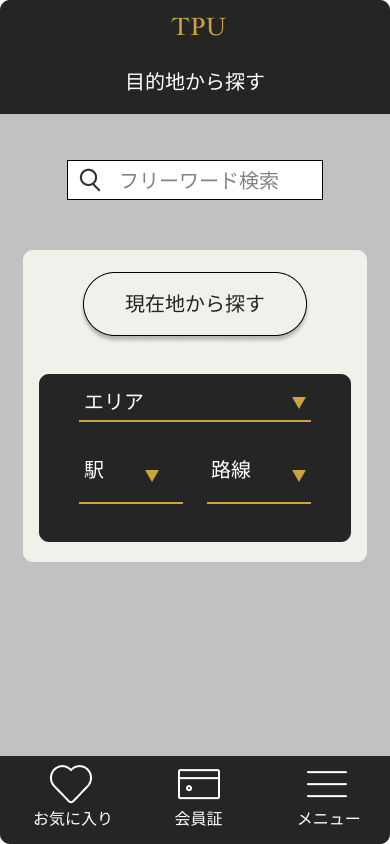 TPU
目的地から探す
フリーワード検索
現在地から探す
エリア
駅
路線
お気に入り
会員証
メニュー